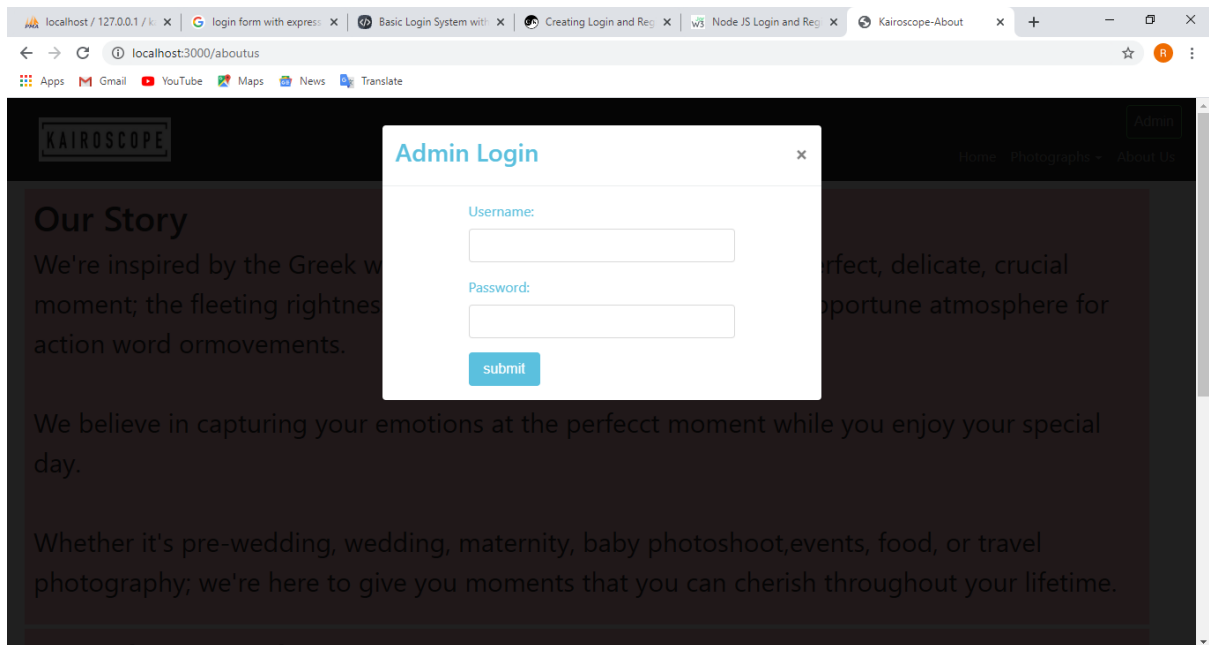 localhost / 127.0.0.1 / k
login form with express
Basic Login System with
Creating Login and Reg
Node JS Login and Reg
Kairoscope-About
localhost:3000/aboutus
R
Apps Gmail YouTube Maps News Translate
KAIROSCOPE
Admin
Home Photographs About Us
Admin Login
×
Username:
Password:
submit
Our Story
We're inspired by the Greek w rfect, delicate, crucial
moment; the fleeting rightnes pportune atmosphere for
action word ormovements.
We believe in capturing your emotions at the perfecct moment while you enjoy your special
day.
Whether it's pre-wedding, wedding, maternity, baby photoshoot,events, food, or travel
photography; we're here to give you moments that you can cherish throughout your lifetime.